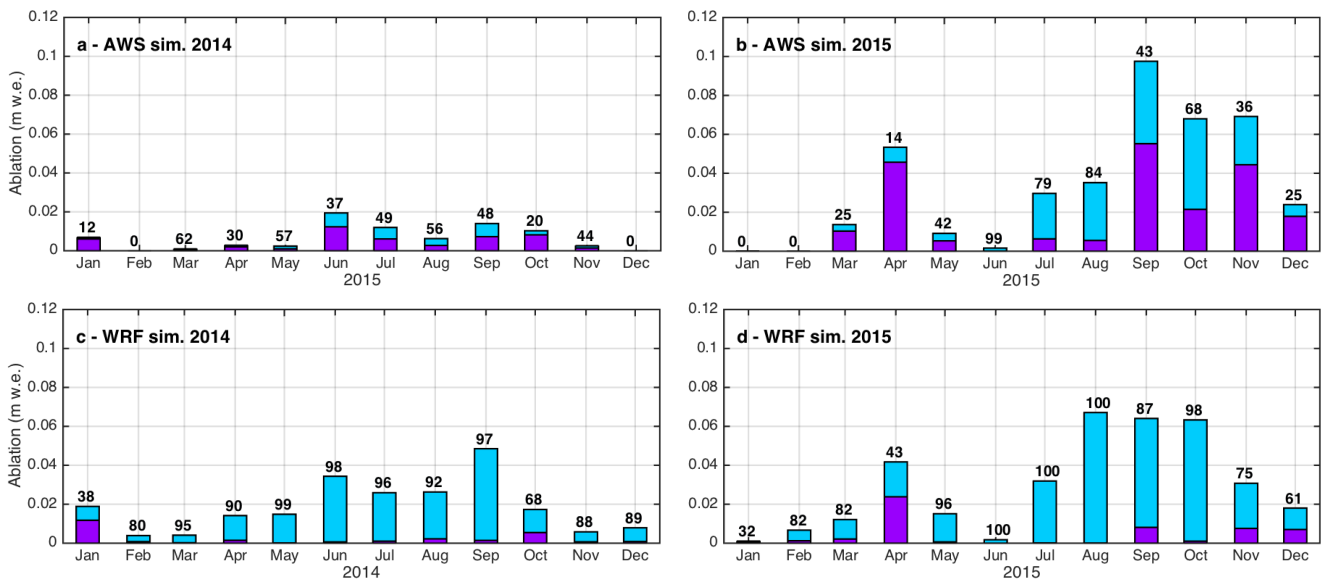 a - AWS sim. 2014
Ablation (m w.e.)
0.12
0.1
0.08
0.06
0.04
0.02
0
12 0 62 30 57 37 49 56 48 20 44 0
Jan Feb Mar Apr May Jun Jul Aug Sep Oct Nov Dec
2015
b - AWS sim. 2015
0.12
0.1
0.08
0.06
0.04
0.02
0
0 0 25 14 42 99 79 84 43 68 36 25
Jan Feb Mar Apr May Jun Jul Aug Sep Oct Nov Dec
2015
c - WRF sim. 2014
Ablation (m w.e.)
0.12
0.1
0.08
0.06
0.04
0.02
0
38 80 95 90 99 98 96 92 97 68 88 89
Jan Feb Mar Apr May Jun Jul Aug Sep Oct Nov Dec
2014
d - WRF sim. 2015
0.12
0.1
0.08
0.06
0.04
0.02
0
32 82 82 43 96 100 100 100 87 98 75 61
Jan Feb Mar Apr May Jun Jul Aug Sep Oct Nov Dec
2015